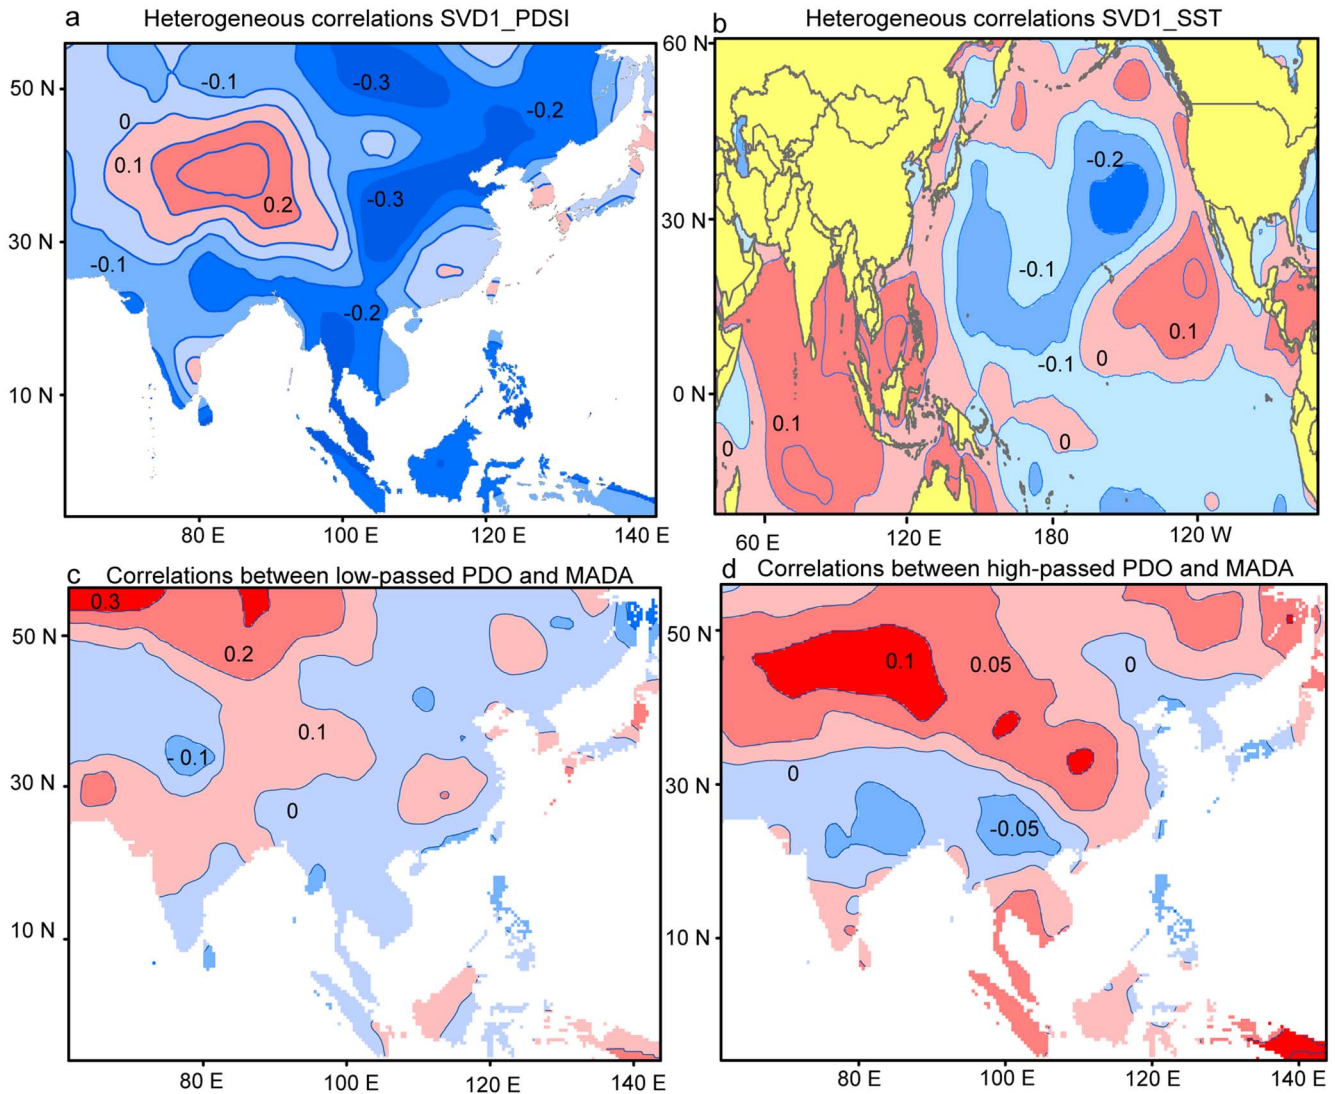 a
Heterogeneous correlations SVD1_PDSI
50 N
30 N
10 N
-0.1
-0.3
-0.2
0
0.1
0.2
-0.3
-0.1
-0.2
80 E
100 E
120 E
140 E
b
Heterogeneous correlations SVD1_SST
60 N
30 N
0 N
-0.2
-0.1
0.1
-0.1
0
0.1
0
0
60 E
120 E
180
120 W
c
Correlations between low-passed PDO and MADA
50 N
30 N
10 N
0.3
0.2
0.1
- 0.1
0
80 E
100 E
120 E
140 E
d
Correlations between high-passed PDO and MADA
50 N
30 N
10 N
0.1
0.05
0
0
-0.05
80 E
100 E
120 E
140 E